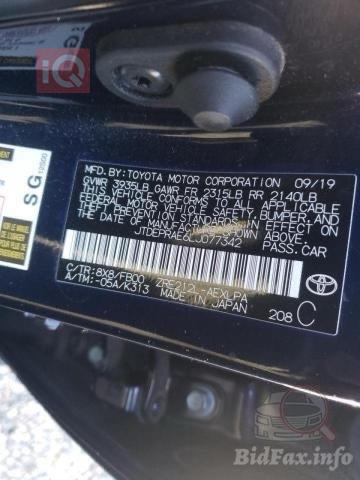 IQ
SG
10900
MFD. BY: TOYOTA MOTOR CORPORATION 09/19
GVWR 3935LB GAWR FR 2315LB RR 2140LB
THIS VEHICLE CONFORMS TO ALL APPLICABLE
FEDERAL MOTOR VEHICLE SAFETY, BUMPER, AND
THEFT PREVENTION STANDARDS IN EFFECT ON THE
DATE OF MANUFACTURE SHOWN ABOVE.
PASS. CAR
C/TR: 8X8/FB00 ZRE212L-AEXLPA
A/TM: -05A/K313 MADE IN JAPAN
208 C
TOYOTA
BidFax.info